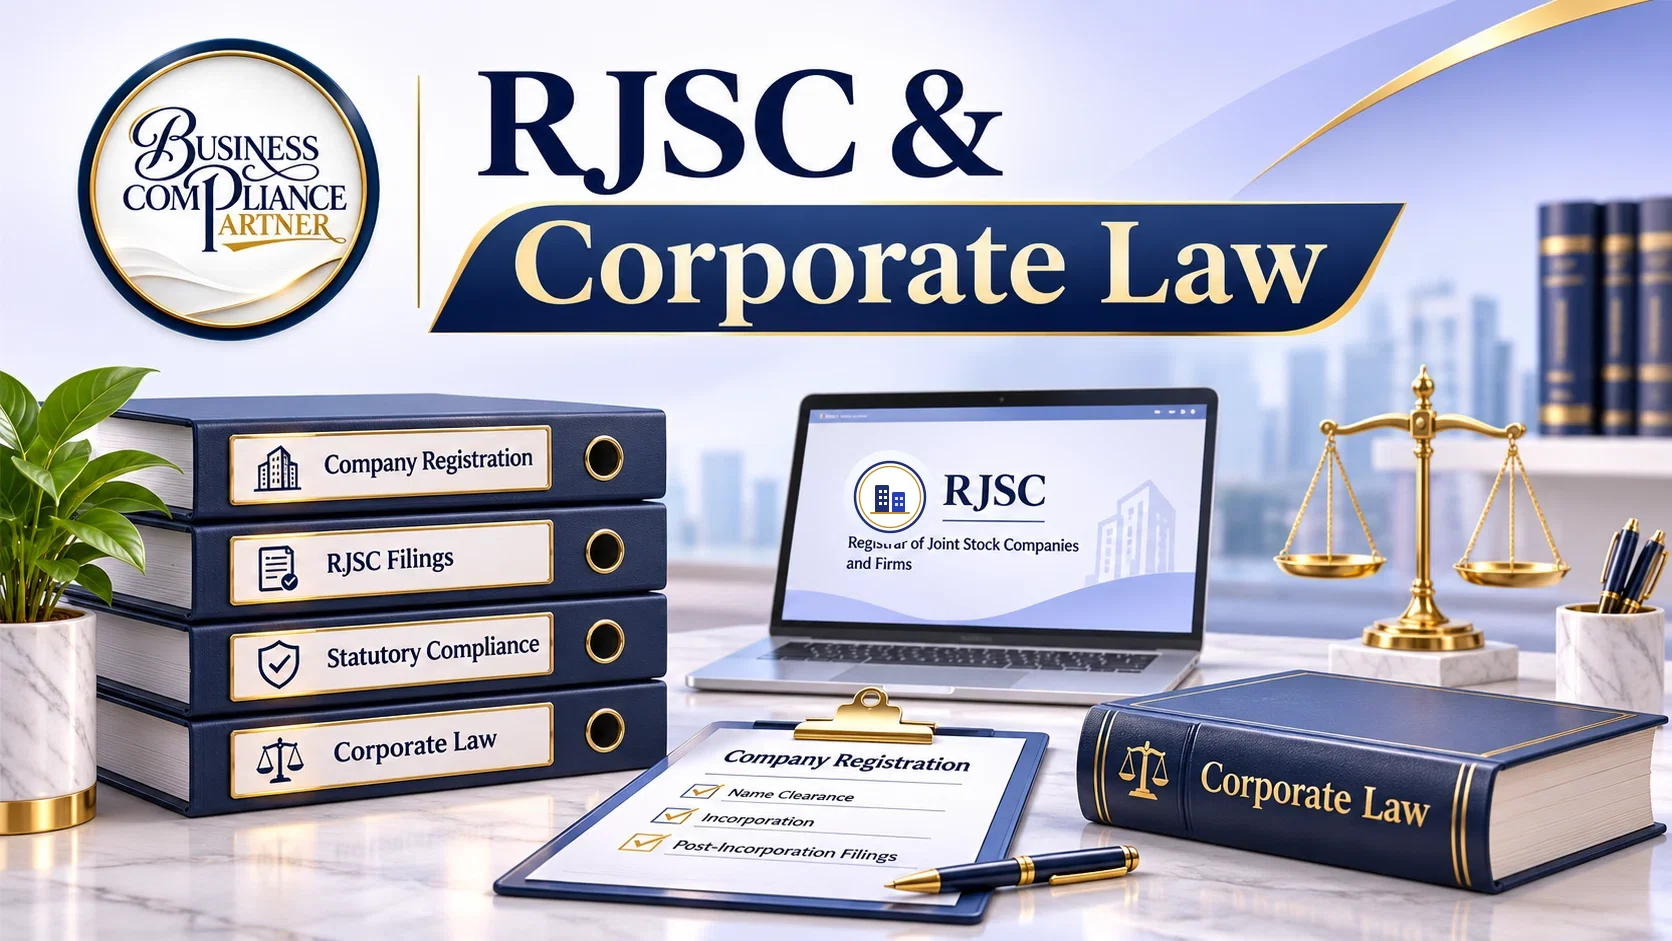 BUSINESS
COMPLIANCE
PARTNER
RJSC &
Corporate Law
Company Registration
RJSC Filings
Statutory Compliance
Corporate Law
RJSC
Registrar of Joint Stock Companies
and Firms
Company Registration
Name Clearance
Incorporation
Post-Incorporation Filings
Corporate Law